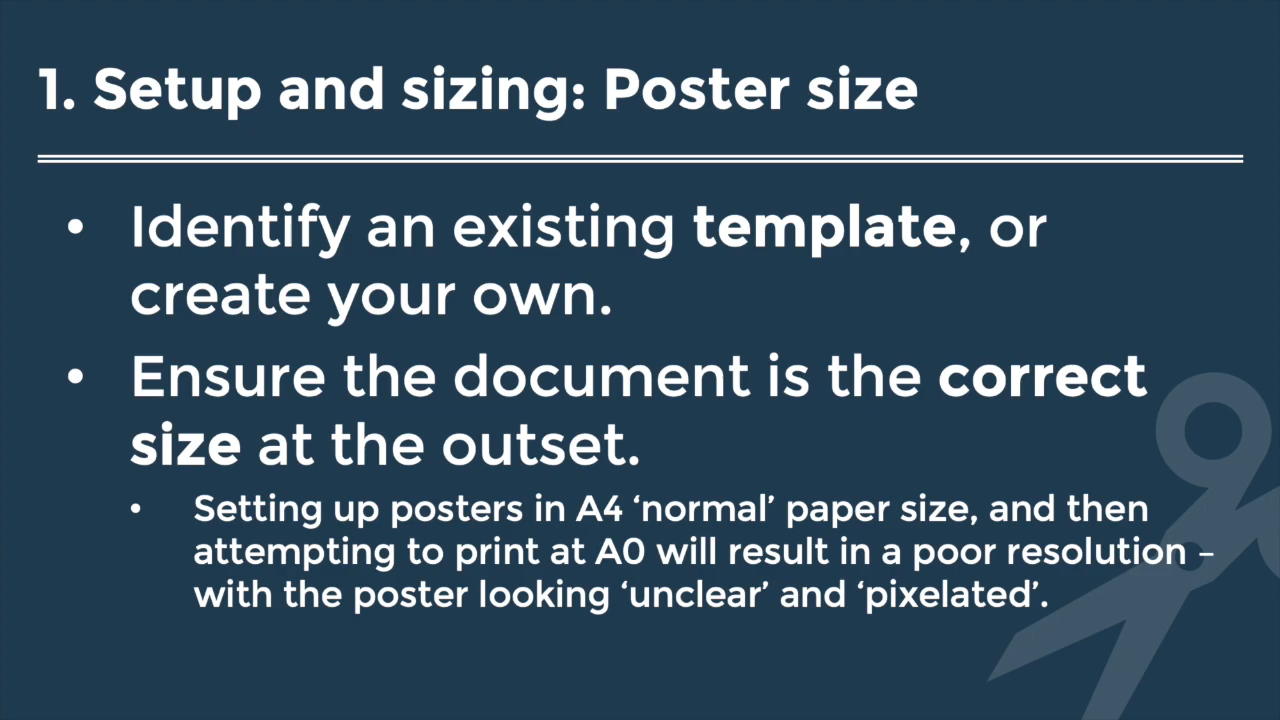 1. Setup and sizing: Poster size
• Identify an existing template, or
create your own.
• Ensure the document is the correct
size at the outset.
• Setting up posters in A4 ‘normal’ paper size, and then
attempting to print at A0 will result in a poor resolution –
with the poster looking ‘unclear’ and ‘pixelated’.